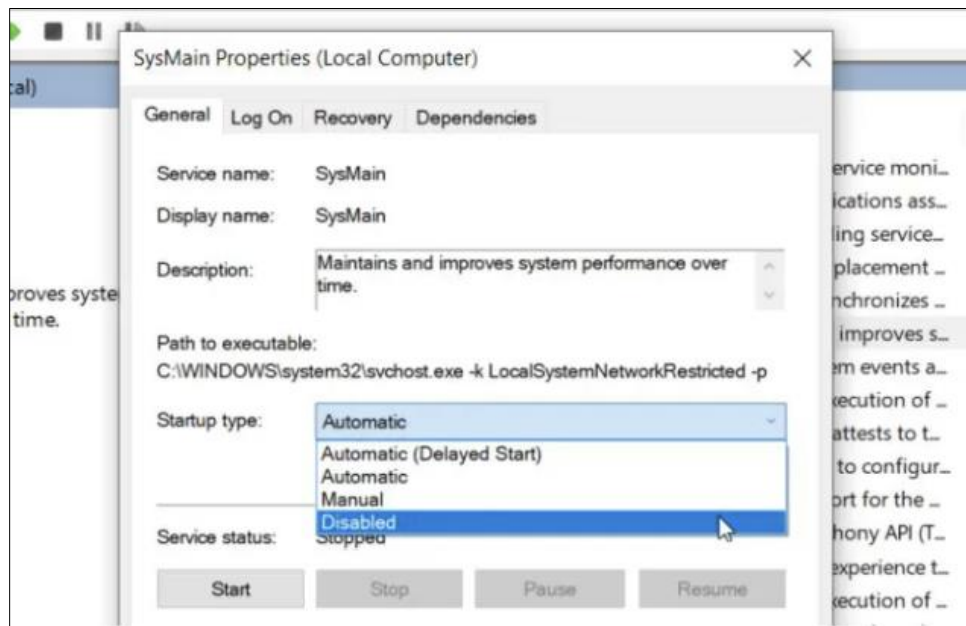 SysMain Properties (Local Computer)
cal)
General Log On Recovery Dependencies
Service name: SysMain
Display name: SysMain
Description: Maintains and improves system performance over
time.
proves syste
time.
Path to executable:
C:\WINDOWS\system32\svchost.exe -k LocalSystemNetworkRestricted -p
Startup type: Automatic
Automatic (Delayed Start)
Automatic
Manual
Disabled
Service status: Stopped
Start Stop Pause Resume
ervice moni...
ications ass...
ling service...
placement ...
nchronizes ...
improves s...
em events a...
xecution of ...
attests to t...
to configur...
ort for the ...
hony API (T...
experience t...
xecution of ...